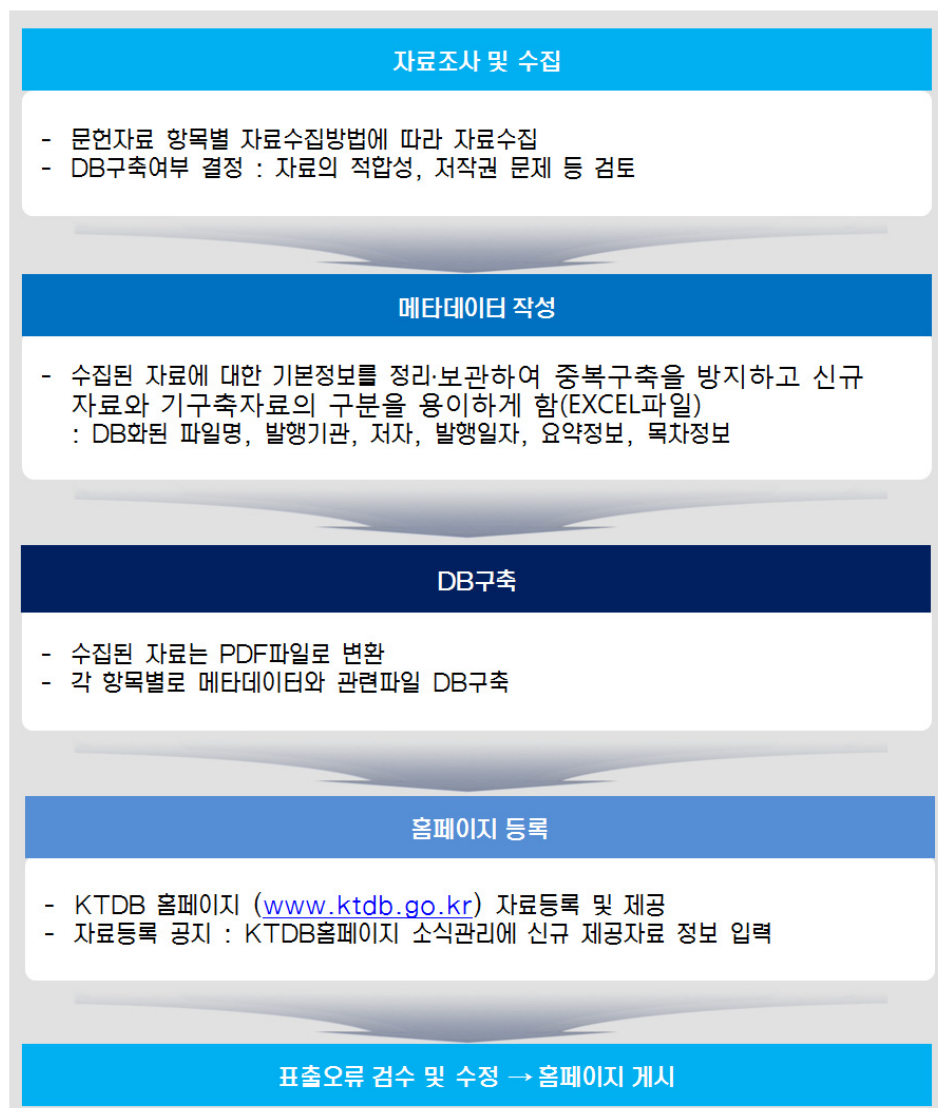 자료조사 및 수집
- 문헌자료 항목별 자료수집방법에 따라 자료수집
- DB구축여부 결정 : 자료의 적합성, 저작권 문제 등 검토
메타데이터 작성
- 수집된 자료에 대한 기본정보를 정리·보관하여 중복구축을 방지하고 신규
자료와 기구축자료의 구분을 용이하게 함(EXCEL파일)
: DB화된 파일명, 발행기관, 저자, 발행일자, 요약정보, 목차정보
DB구축
- 수집된 자료는 PDF파일로 변환
- 각 항목별로 메타데이터와 관련파일 DB구축
홈페이지 등록
- KTDB 홈페이지 (www.ktdb.go.kr) 자료등록 및 제공
- 자료등록 공지 : KTDB홈페이지 소식관리에 신규 제공자료 정보 입력
표출오류 검수 및 수정 → 홈페이지 게시